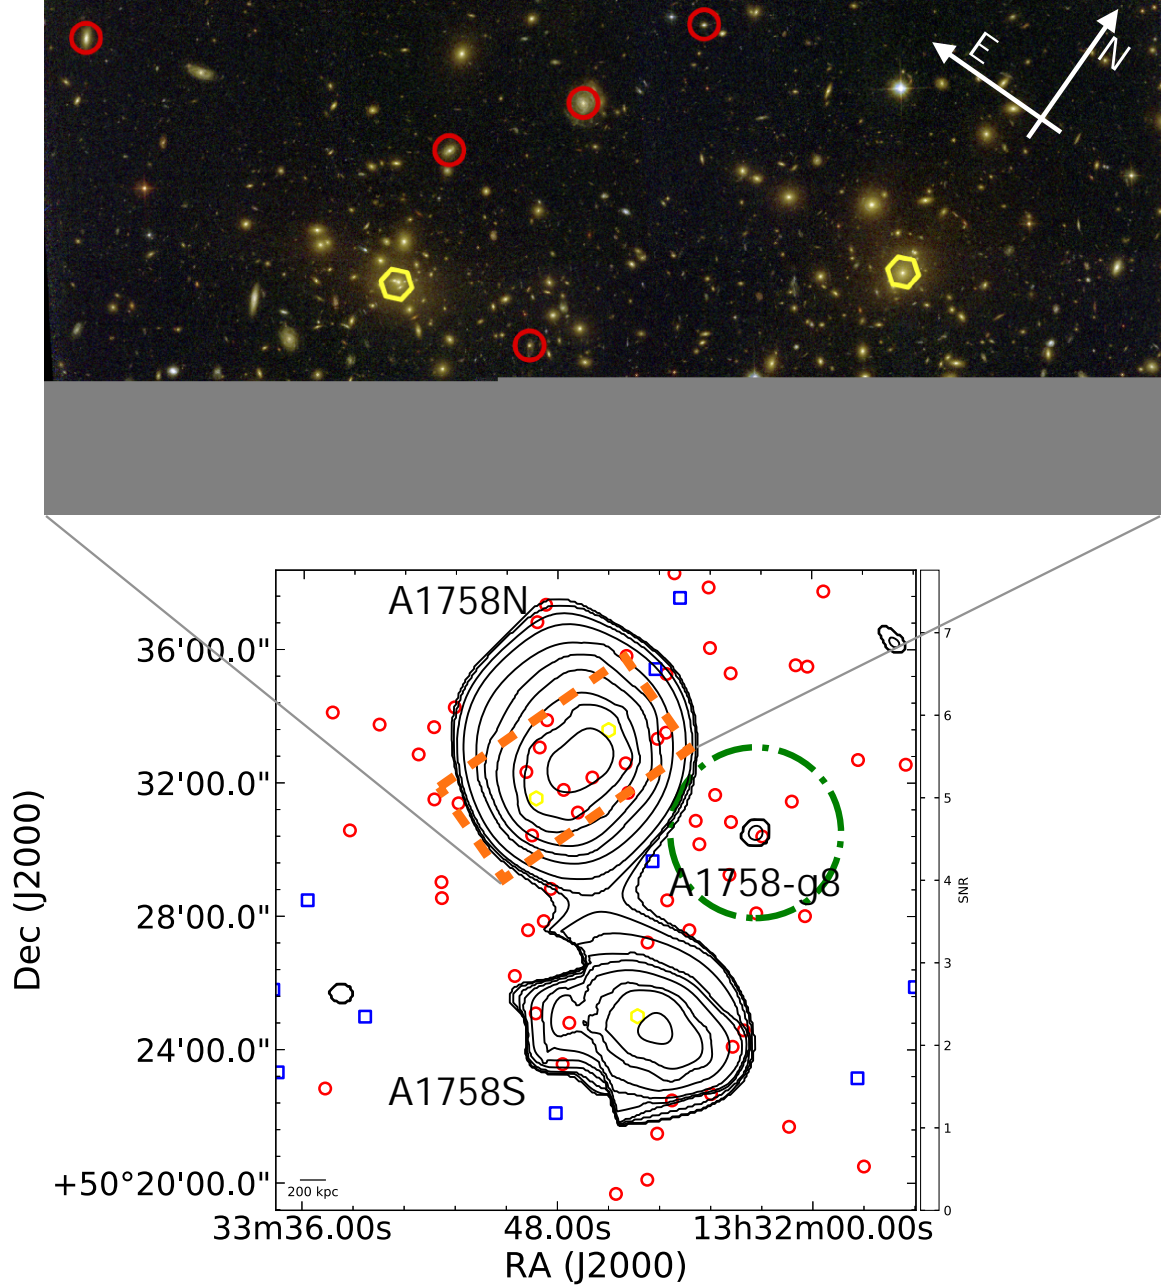 E
N
A1758N
A1758-g8
A1758S
36'00.0"
32'00.0"
28'00.0"
24'00.0"
+50°20'00.0"
Dec (J2000)
200 kpc
33m36.00s
48.00s
13h32m00.00s
RA (J2000)
7
6
5
4
3
2
1
0
SNR